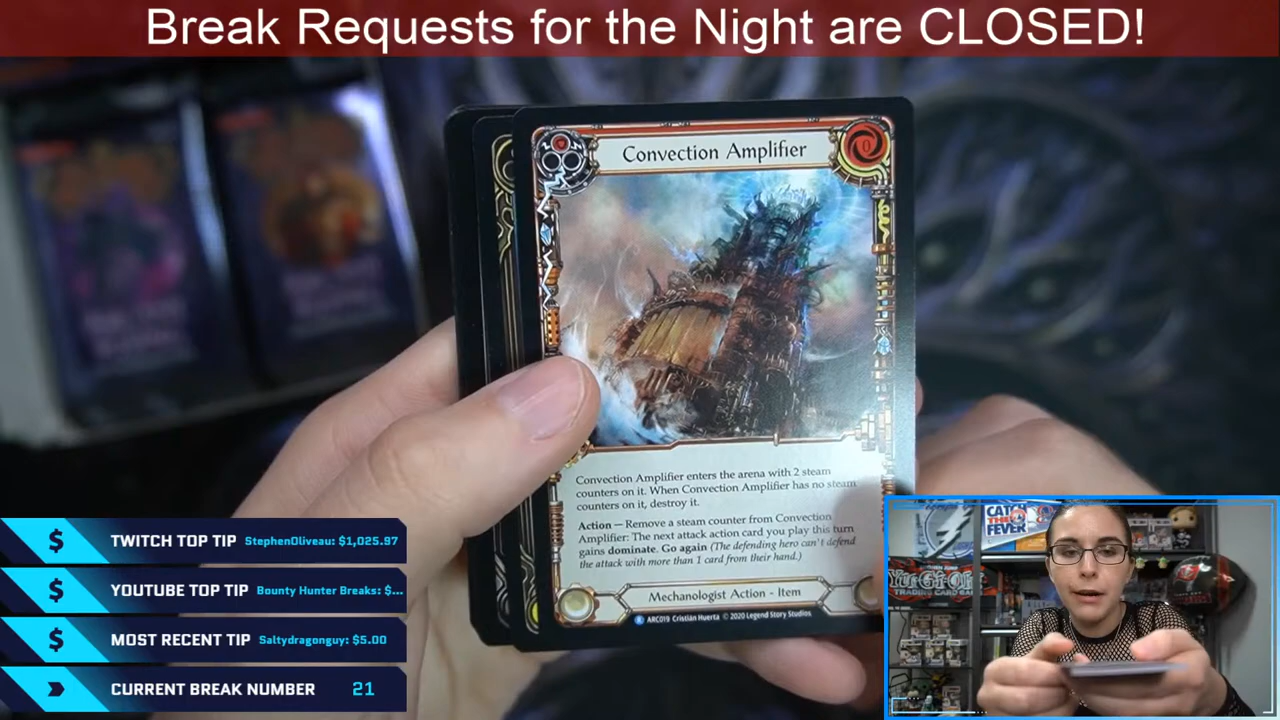 Break Requests for the Night are CLOSED!
Convection Amplifier
0
Convection Amplifier enters the arena with 2 steam
counters on it. When Convection Amplifier has no steam
counters on it, destroy it.
Action — Remove a steam counter from Convection
Amplifier: The next attack action card you play this turn
gains dominate. Go again (The defending hero can't defend
the attack with more than 1 card from their hand.)
Mechanologist Action - Item
R ARC019 Cristián Huerta © 2020 Legend Story Studios
$ TWITCH TOP TIP StephenOliveau: $1,025.97
$ YOUTUBE TOP TIP Bounty Hunter Breaks: $...
$ MOST RECENT TIP Saltydragonguy: $5.00
CURRENT BREAK NUMBER 21
CATCH
THE
FEVER
Yu-Gi-Oh!
TRADING CARD GAME